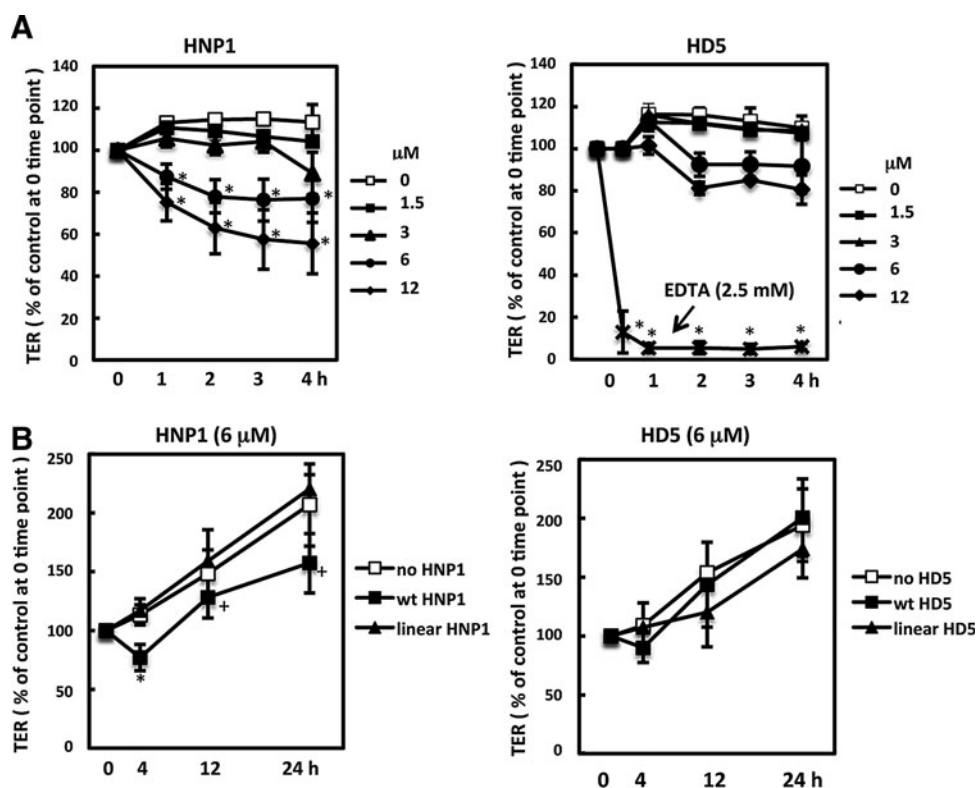 A
HNP1
HD5
TER ( % of control at 0 time point )
140
120
100
80
60
40
20
0
0 1 2 3 4 h
* * * *
* * * *
μM
0
1.5
3
6
12
TER ( % of control at 0 time point )
140
120
100
80
60
40
20
0
0 1 2 3 4 h
EDTA (2.5 mM)
* * * * *
μM
0
1.5
3
6
12
B
HNP1 (6 μM)
HD5 (6 μM)
TER ( % of control at 0 time point )
250
200
150
100
50
0
0 4 12 24 h
* + +
no HNP1
wt HNP1
linear HNP1
TER ( % of control at 0 time point )
250
200
150
100
50
0
0 4 12 24 h
no HD5
wt HD5
linear HD5